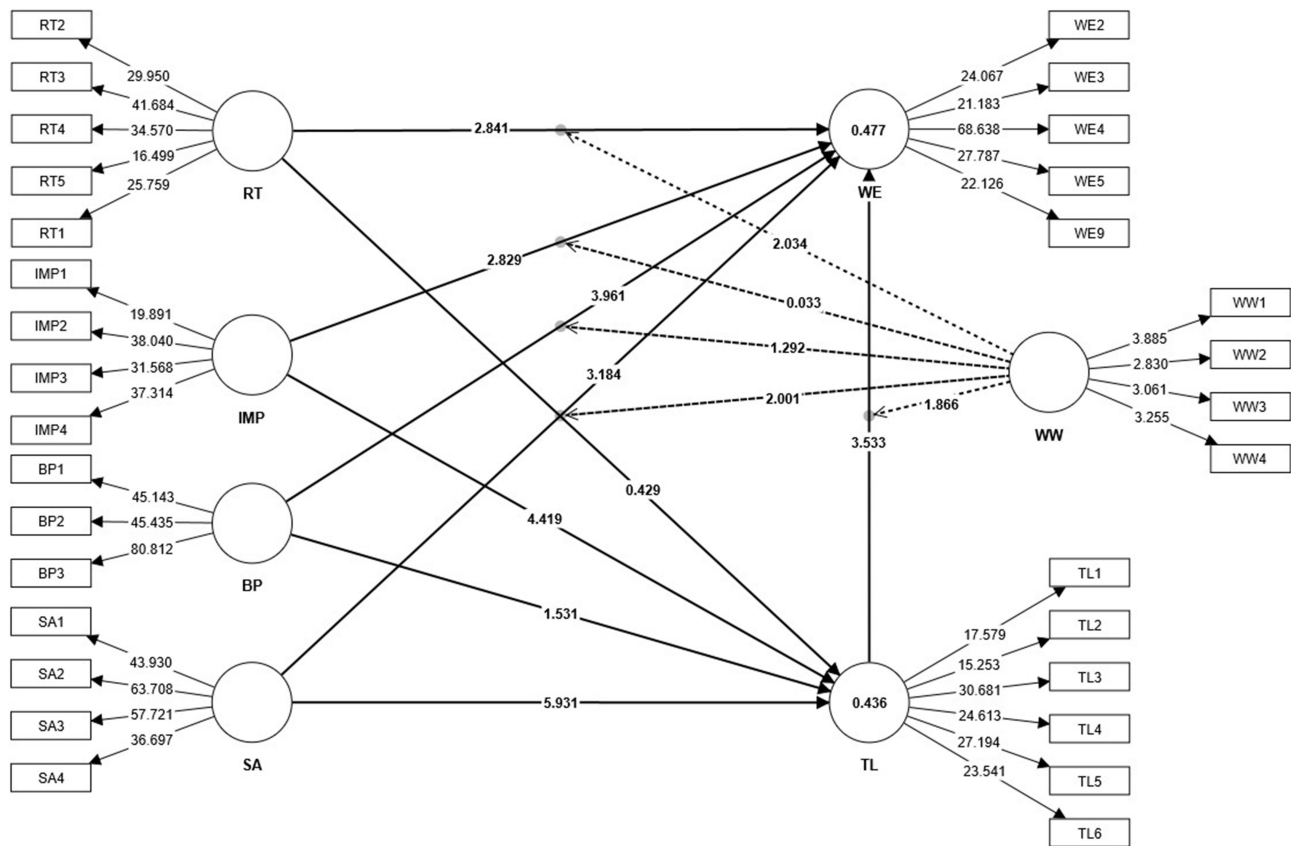 RT2
RT3
RT4
RT5
RT1
29.950
41.684
34.570
16.499
25.759
RT
IMP1
IMP2
IMP3
IMP4
19.891
38.040
31.568
37.314
IMP
BP1
BP2
BP3
45.143
45.435
80.812
BP
SA1
SA2
SA3
SA4
43.930
63.708
57.721
36.697
SA
2.841
2.829
3.961
3.184
0.429
4.419
1.531
5.931
0.477
WE
24.067
21.183
68.638
27.787
22.126
WE2
WE3
WE4
WE5
WE9
2.034
0.033
1.292
2.001
1.866
3.533
WW
3.885
2.830
3.061
3.255
WW1
WW2
WW3
WW4
0.436
TL
17.579
15.253
30.681
24.613
27.194
23.541
TL1
TL2
TL3
TL4
TL5
TL6